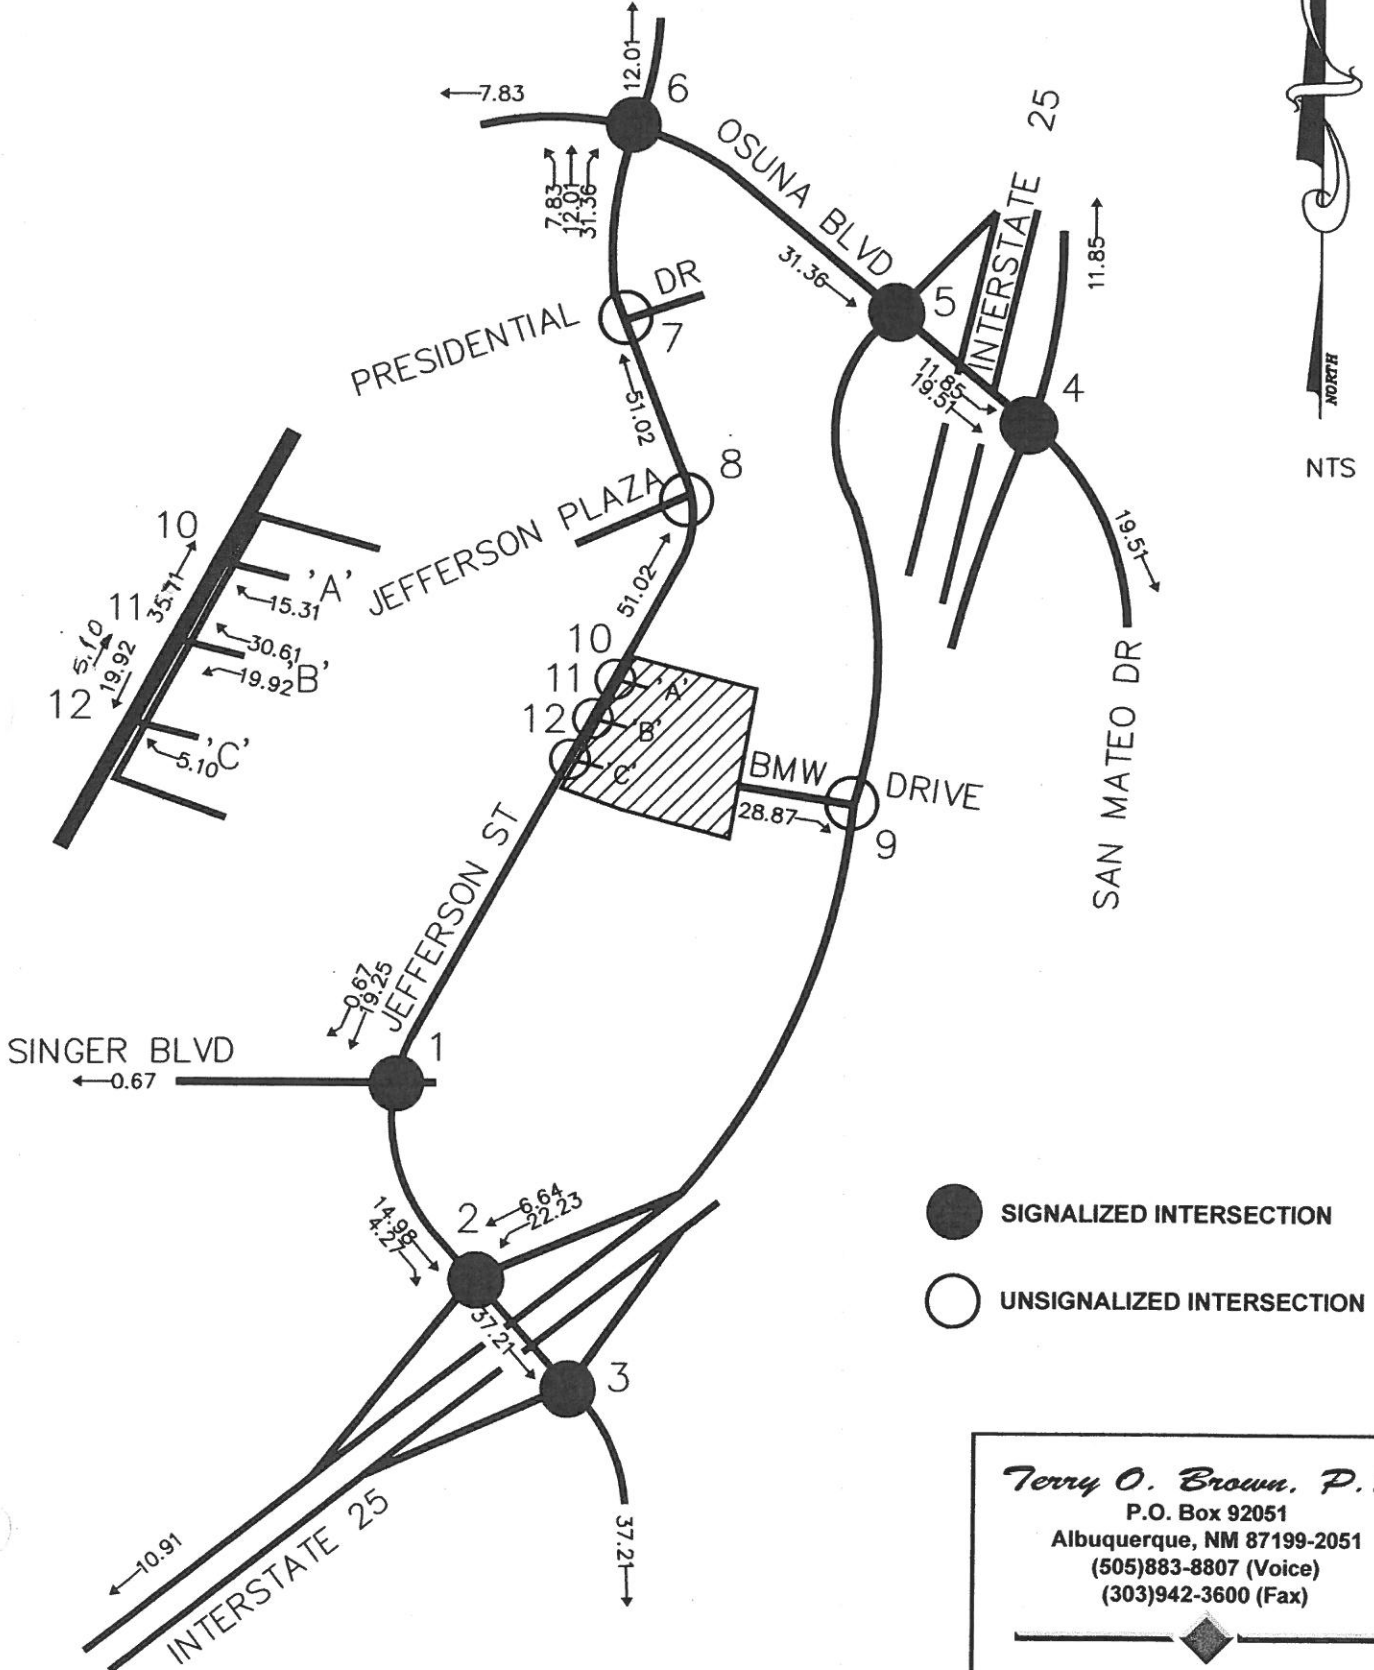 12.01
6
7.83
7.83
12.01
31.36
OSUNA BLVD
31.36
INTERSTATE 25
11.85
5
4
11.85
19.51
19.51
NORTH
NTS
PRESIDENTIAL DR
7
51.02
8
JEFFERSON PLAZA
51.02
10
11
12
35.71
5.10
19.92
'A'
15.31
30.61
19.92
'B'
'C'
5.10
10
11
12
'A'
'B'
'C'
BMW DRIVE
28.87
9
SAN MATEO DR
JEFFERSON ST
0.67
19.25
SINGER BLVD
0.67
1
2
6.64
22.23
14.98
4.27
37.21
3
37.21
10.91
INTERSTATE 25
SIGNALIZED INTERSECTION
UNSIGNALIZED INTERSECTION
Terry O. Brown, P.
P.O. Box 92051
Albuquerque, NM 87199-2051
(505)883-8807 (Voice)
(303)942-3600 (Fax)